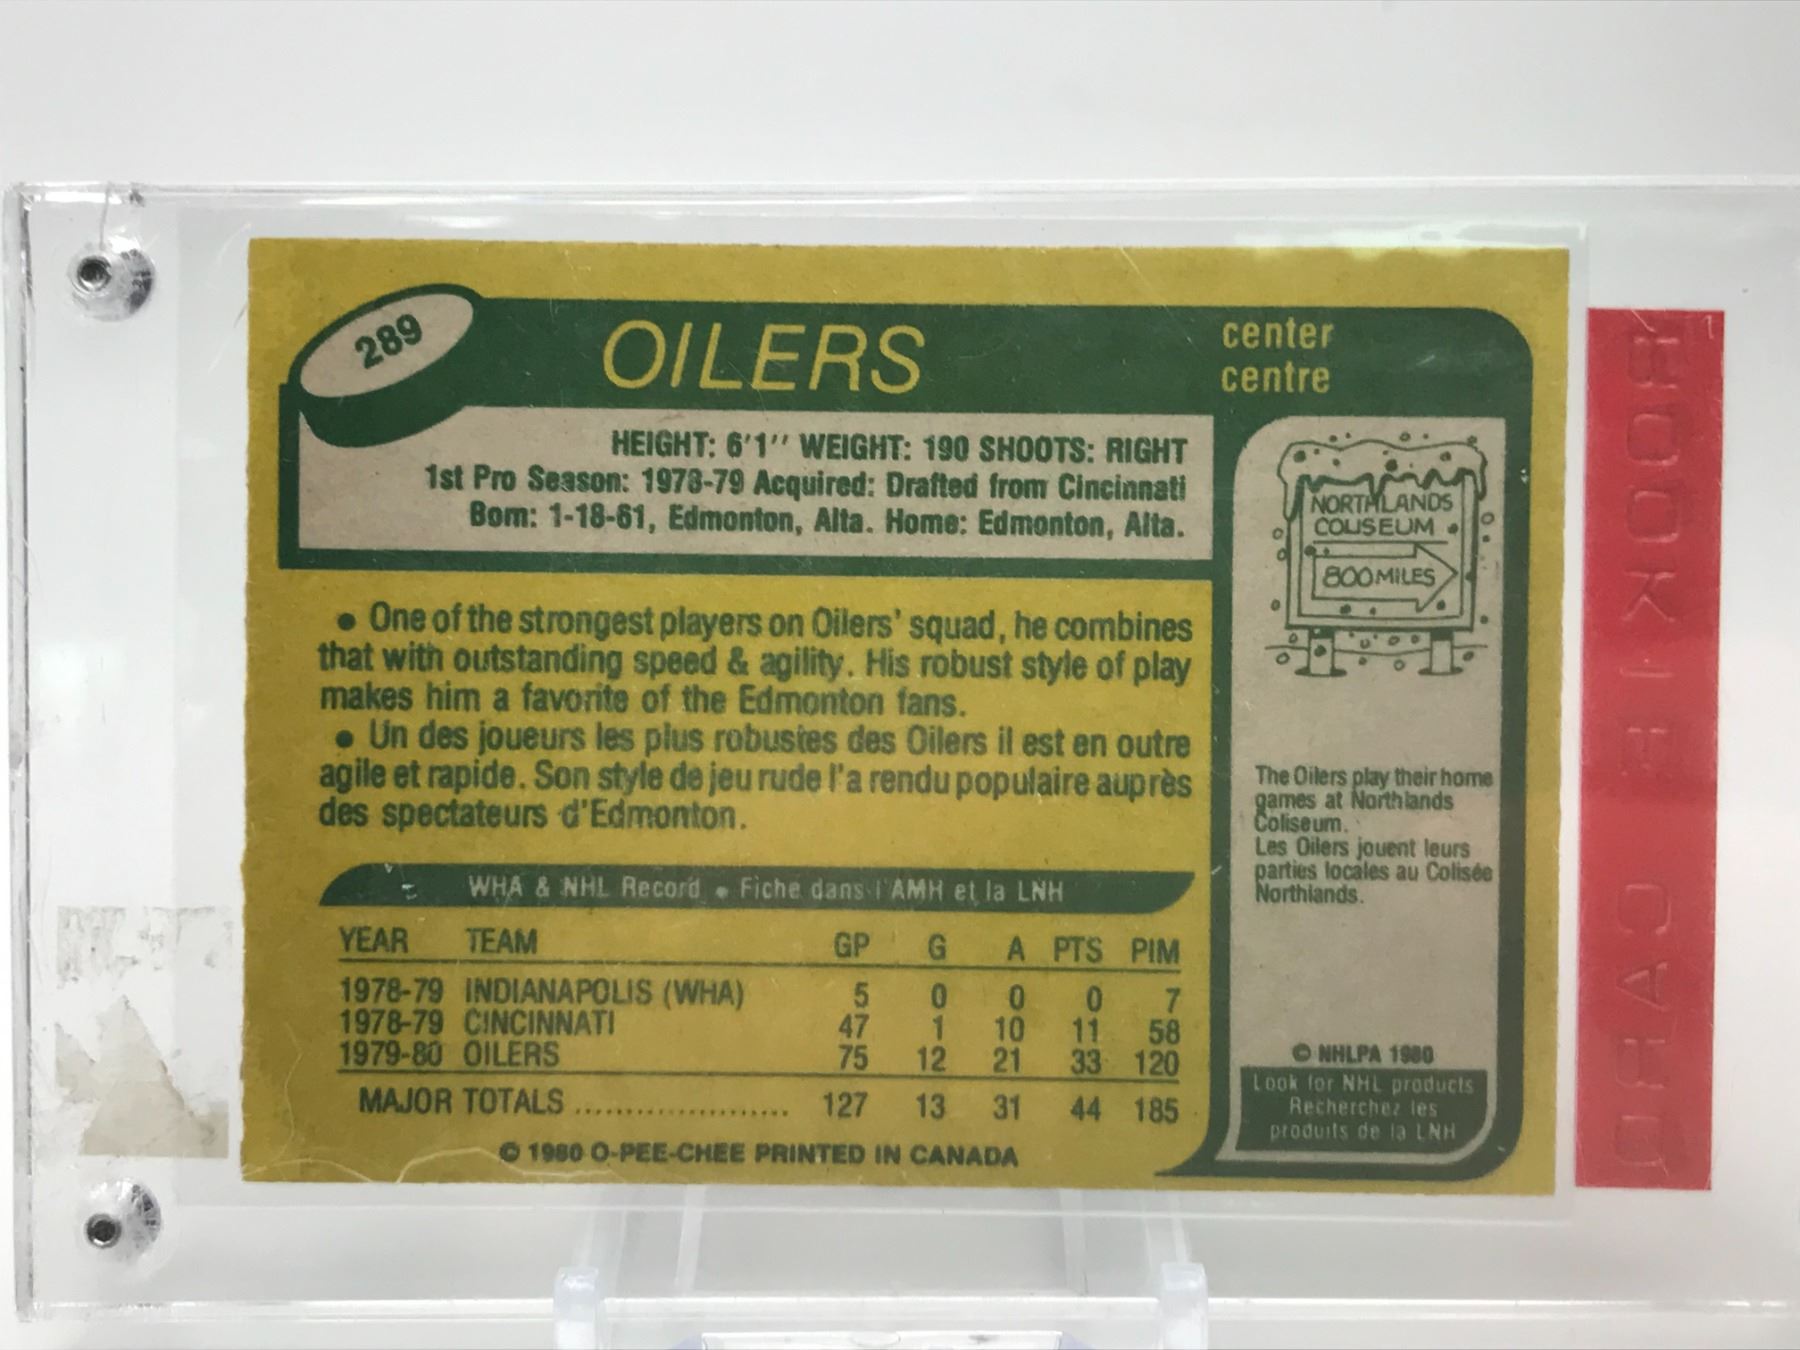 289
OILERS
center
centre
HEIGHT: 6'1'' WEIGHT: 190 SHOOTS: RIGHT
1st Pro Season: 1978-79 Acquired: Drafted from Cincinnati
Born: 1-18-61, Edmonton, Alta. Home: Edmonton, Alta.
• One of the strongest players on Oilers' squad, he combines
that with outstanding speed & agility. His robust style of play
makes him a favorite of the Edmonton fans.
• Un des joueurs les plus robustes des Oilers il est en outre
agile et rapide. Son style de jeu rude l'a rendu populaire auprès
des spectateurs d'Edmonton.
WHA & NHL Record • Fiche dans l'AMH et la LNH
YEAR TEAM GP G A PTS PIM
1978-79 INDIANAPOLIS (WHA) 5 0 0 0 7
1978-79 CINCINNATI 47 1 10 11 58
1979-80 OILERS 75 12 21 33 120
MAJOR TOTALS ..................... 127 13 31 44 185
© 1980 O-PEE-CHEE PRINTED IN CANADA
NORTHLANDS
COLISEUM
800 MILES
The Oilers play their home
games at Northlands
Coliseum.
Les Oilers jouent leurs
parties locales au Colisée
Northlands.
© NHLPA 1980
Look for NHL products
Recherchez les
produits de la LNH
ROOKIE CARD